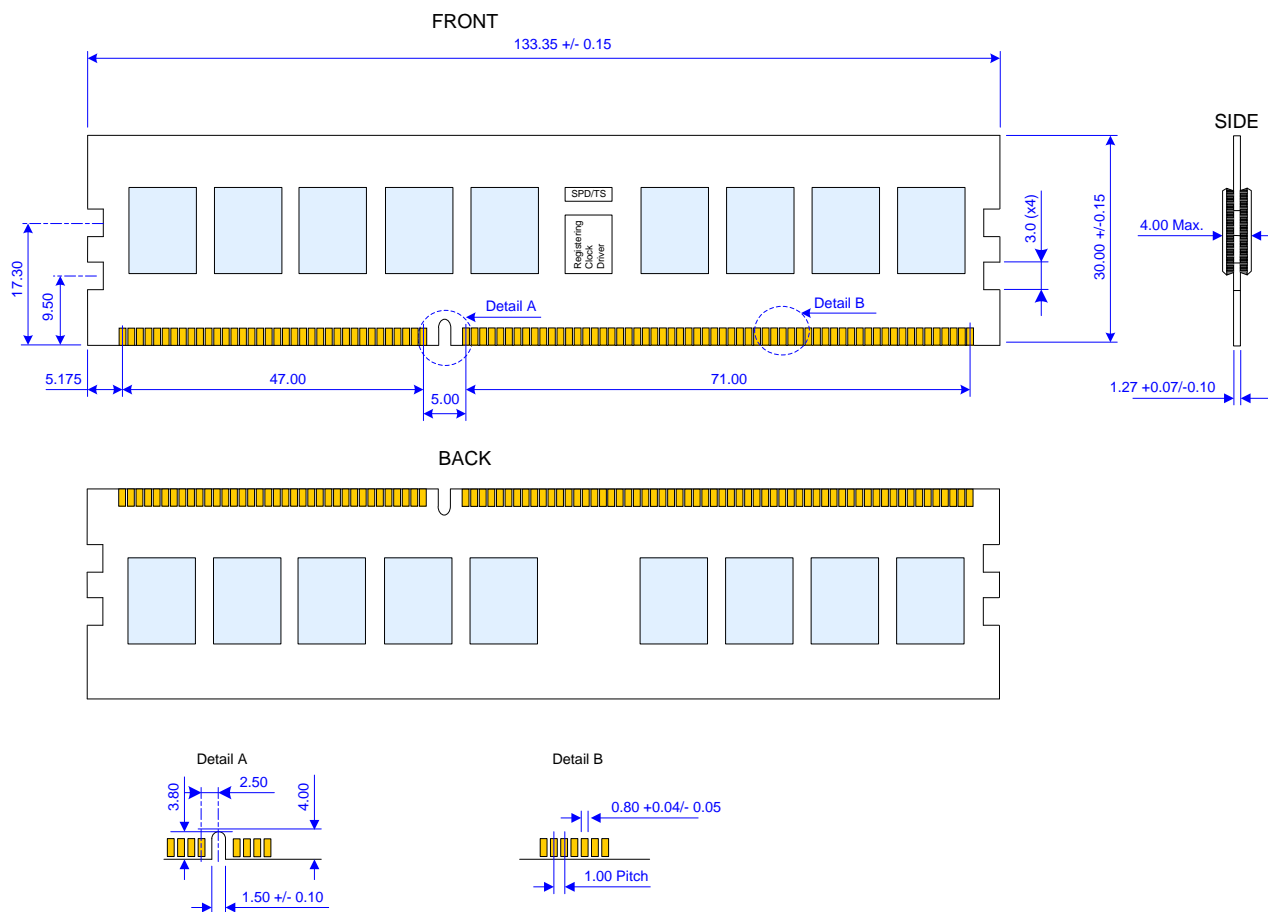 FRONT
133.35 +/- 0.15
SIDE
SPD/TS
Registering
Clock
Driver
17.30
9.50
3.0 (x4)
30.00 +/-0.15
4.00 Max.
Detail A
Detail B
5.175
47.00
5.00
71.00
1.27 +0.07/-0.10
BACK
Detail A
3.80
2.50
4.00
1.50 +/- 0.10
Detail B
0.80 +0.04/- 0.05
1.00 Pitch